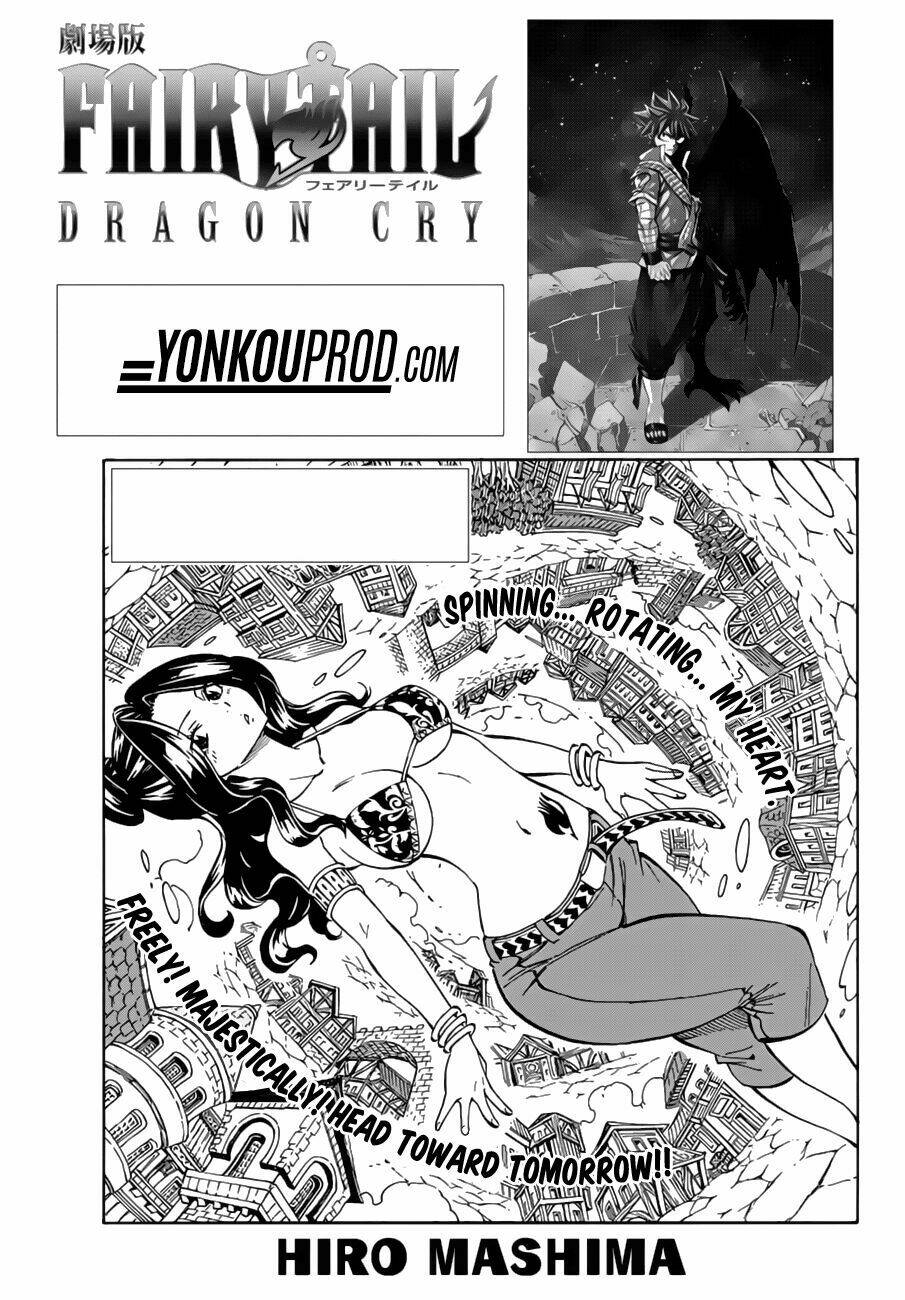 劇場版
FAIRY TAIL
フェアリーテイル
DRAGON CRY
YONKOUPROD.COM
SPINNING... ROTATING... MY HEART.
FREELY! MAJESTICALLY! HEAD TOWARD TOMORROW!!
HIRO MASHIMA